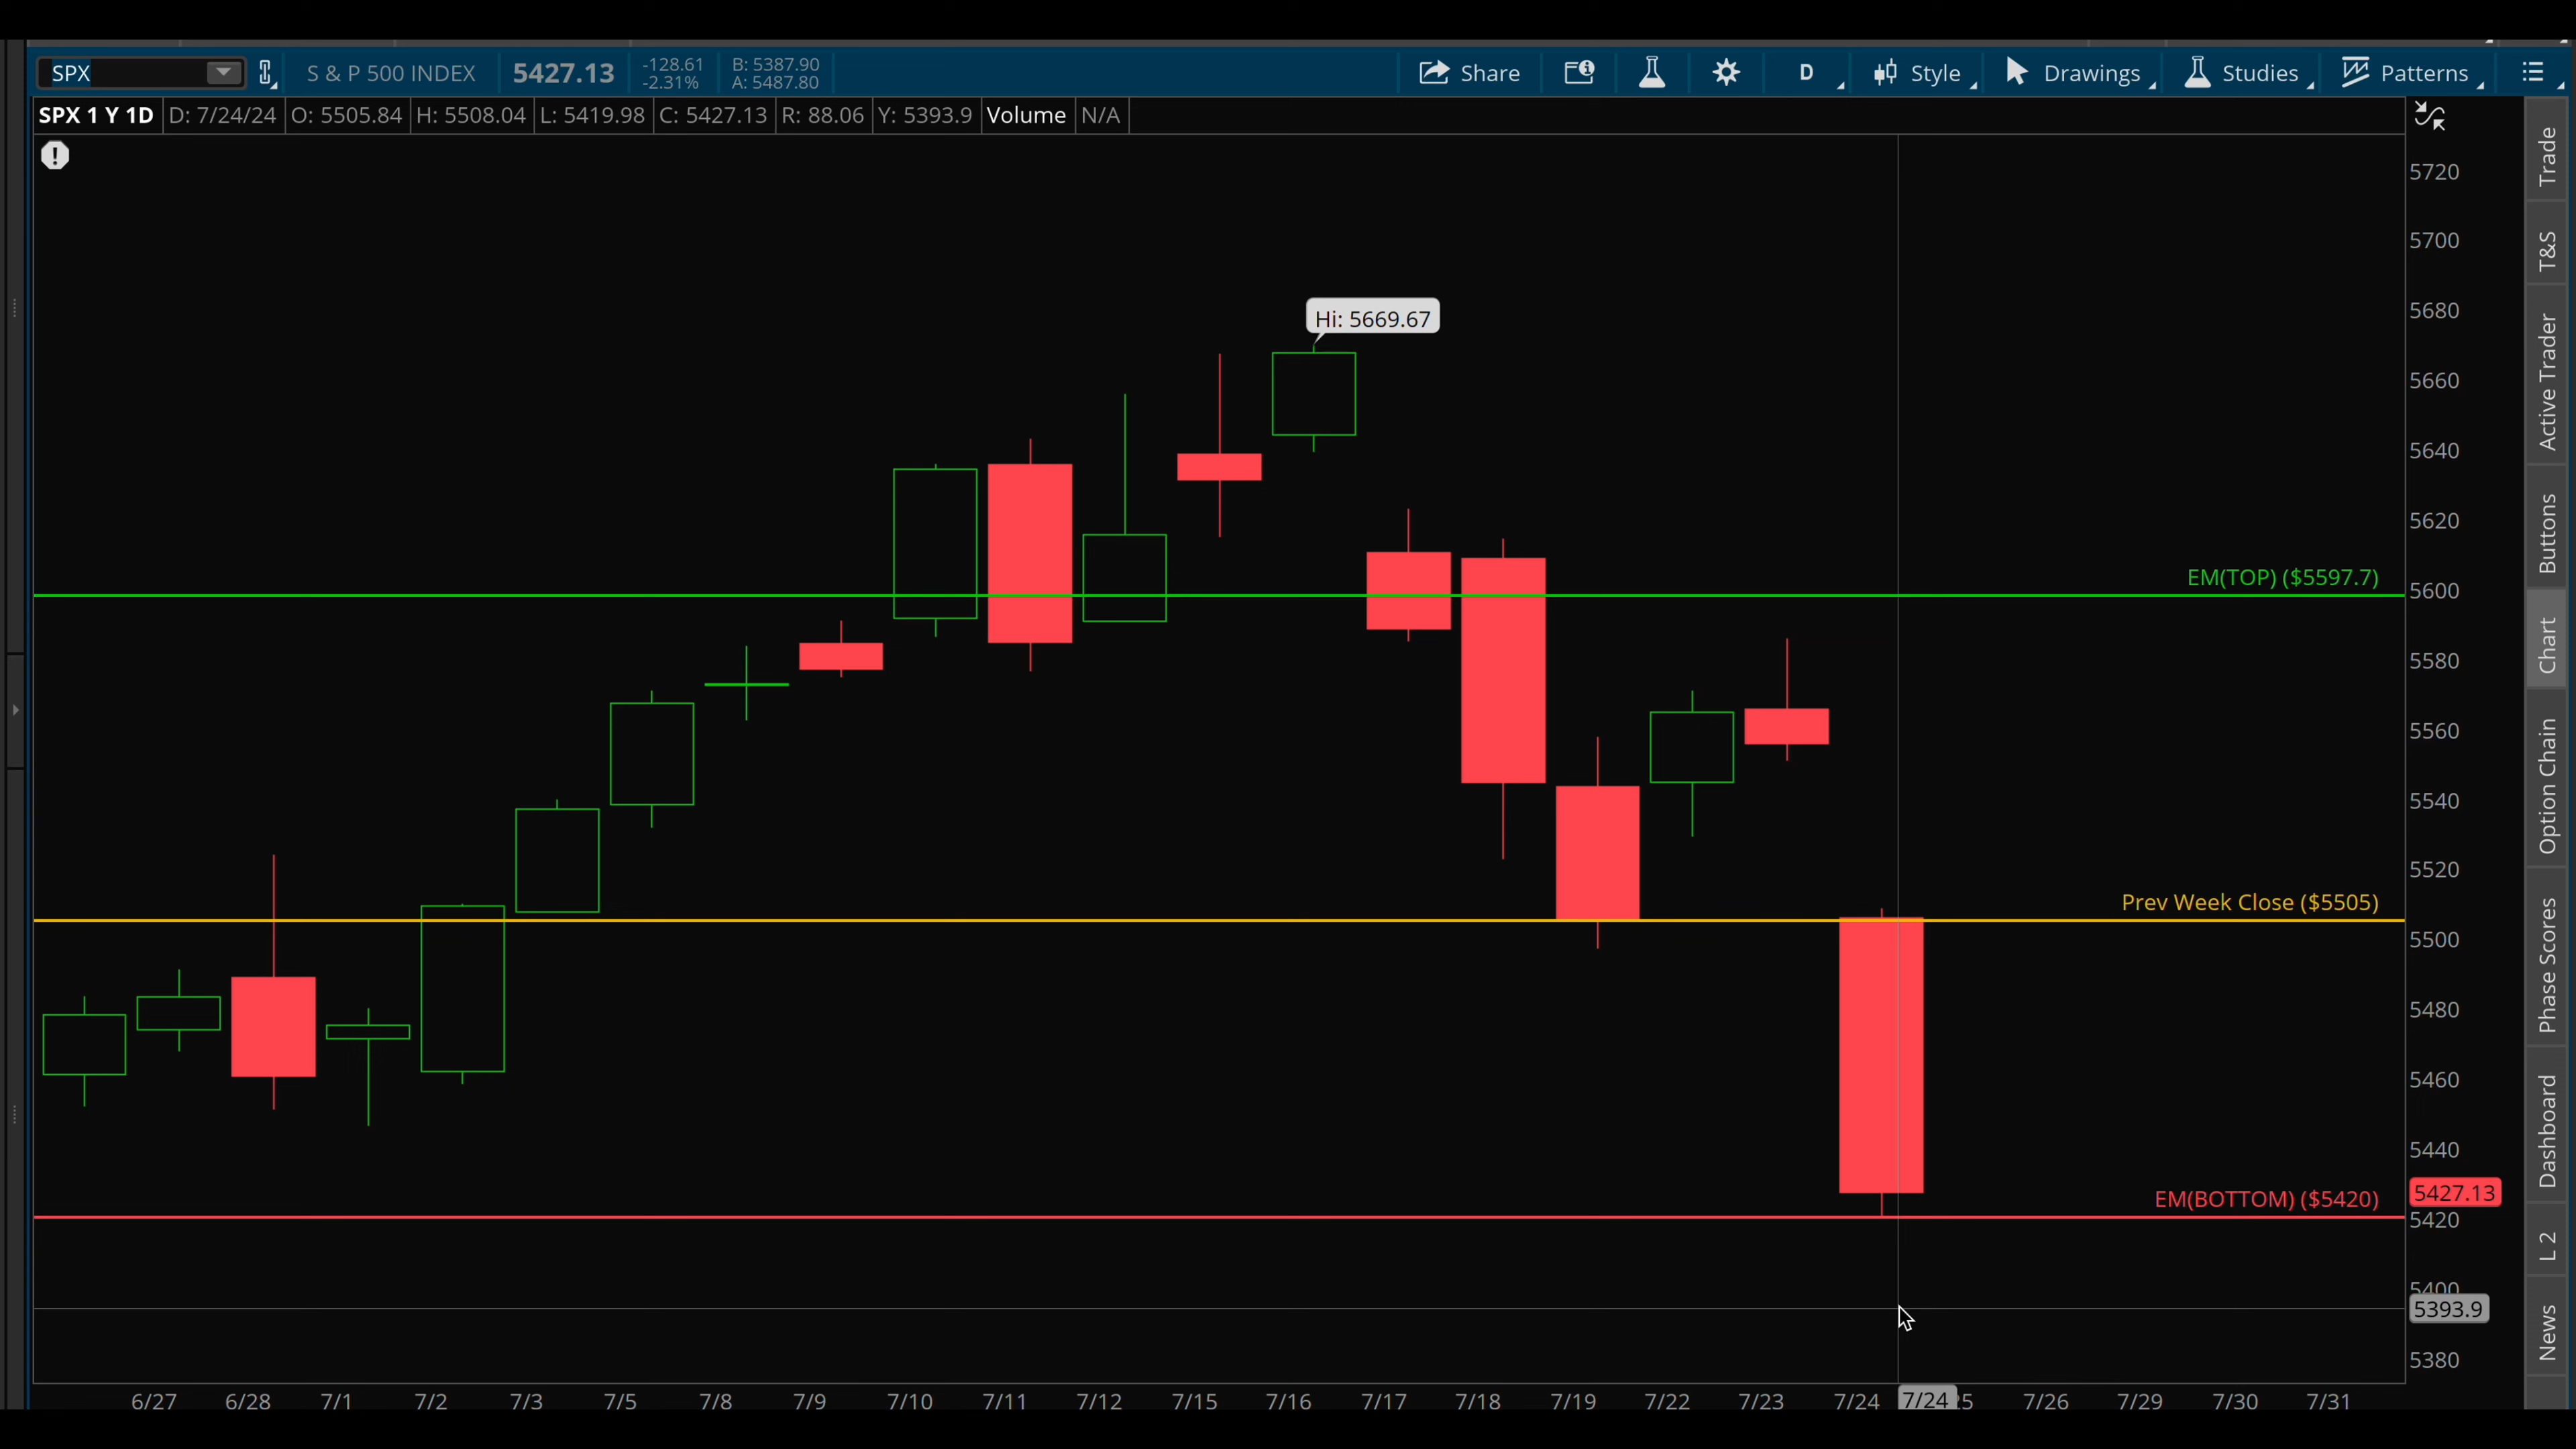 SPX S & P 500 INDEX 5427.13 -128.61 B: 5387.90 Share D Style Drawings Studies Patterns
-2.31% A: 5487.80
SPX 1 Y 1D D: 7/24/24 O: 5505.84 H: 5508.04 L: 5419.98 C: 5427.13 R: 88.06 Y: 5393.9 Volume N/A
!
Hi: 5669.67
EM(TOP) ($5597.7)
Prev Week Close ($5505)
EM(BOTTOM) ($5420)
5720
5700
5680
5660
5640
5620
5600
5580
5560
5540
5520
5500
5480
5460
5440
5427.13
5420
5400
5393.9
5380
6/27 6/28 7/1 7/2 7/3 7/5 7/8 7/9 7/10 7/11 7/12 7/15 7/16 7/17 7/18 7/19 7/22 7/23 7/24 7/24 5 7/26 7/29 7/30 7/31
Trade
T&S
Active Trader
Buttons
Chart
Option Chain
Phase Scores
Dashboard
L 2
News